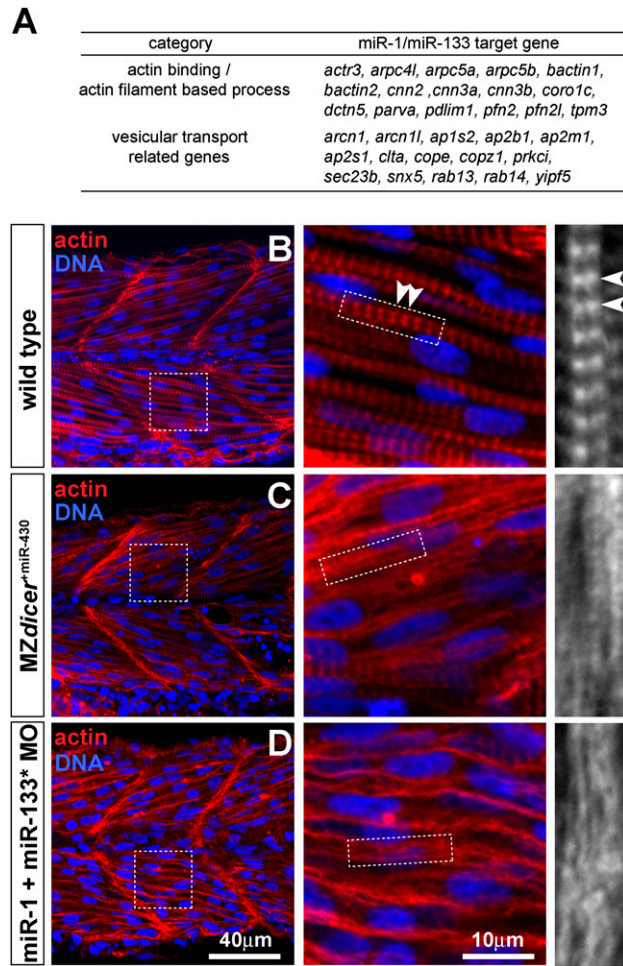 A
category miR-1/miR-133 target gene
actin binding / actr3, arpc4l, arpc5a, arpc5b, bactin1,
actin filament based process bactin2, cnn2 ,cnn3a, cnn3b, coro1c,
dctn5, parva, pdlim1, pfn2, pfn2l, tpm3
vesicular transport arcn1, arcn1l, ap1s2, ap2b1, ap2m1,
related genes ap2s1, clta, cope, copz1, prkci,
sec23b, snx5, rab13, rab14, yipf5
wild type
actin
DNA
B
MZdicer+miR-430
actin
DNA
C
miR-1 + miR-133* MO
actin
DNA
D
40µm
10µm